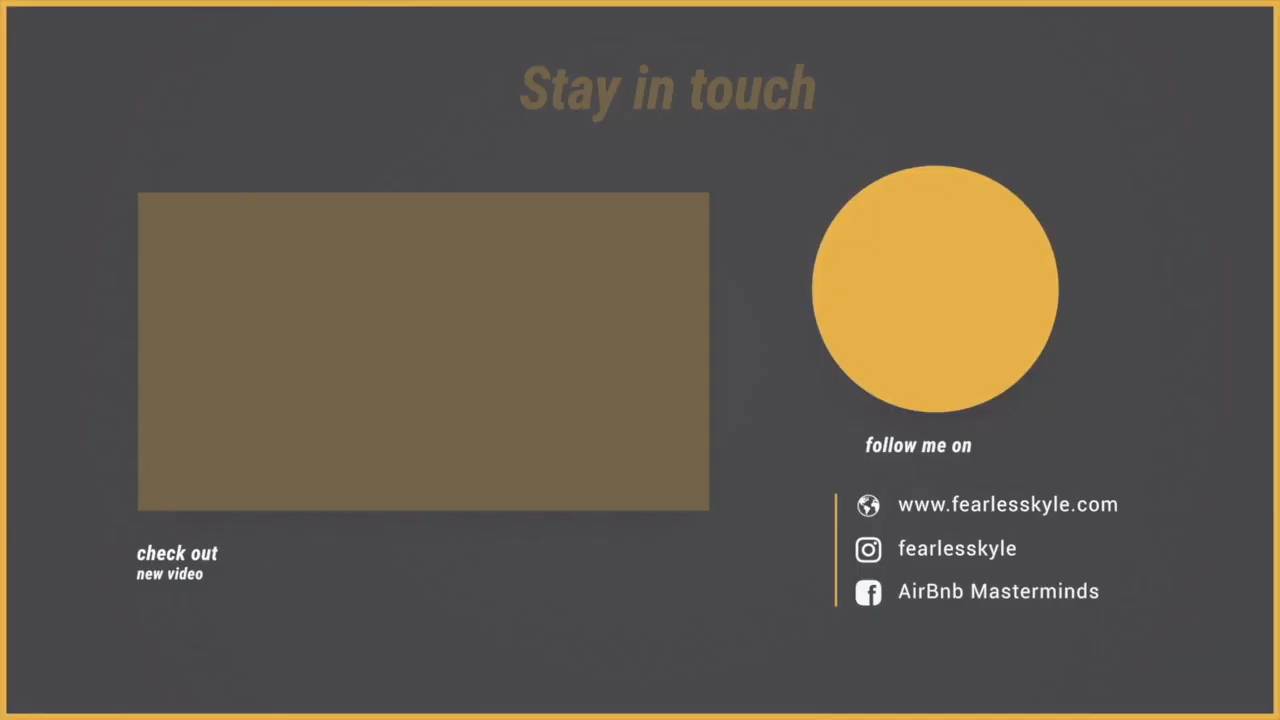 Stay in touch
follow me on
www.fearlesskyle.com
fearlesskyle
AirBnb Masterminds
check out
new video